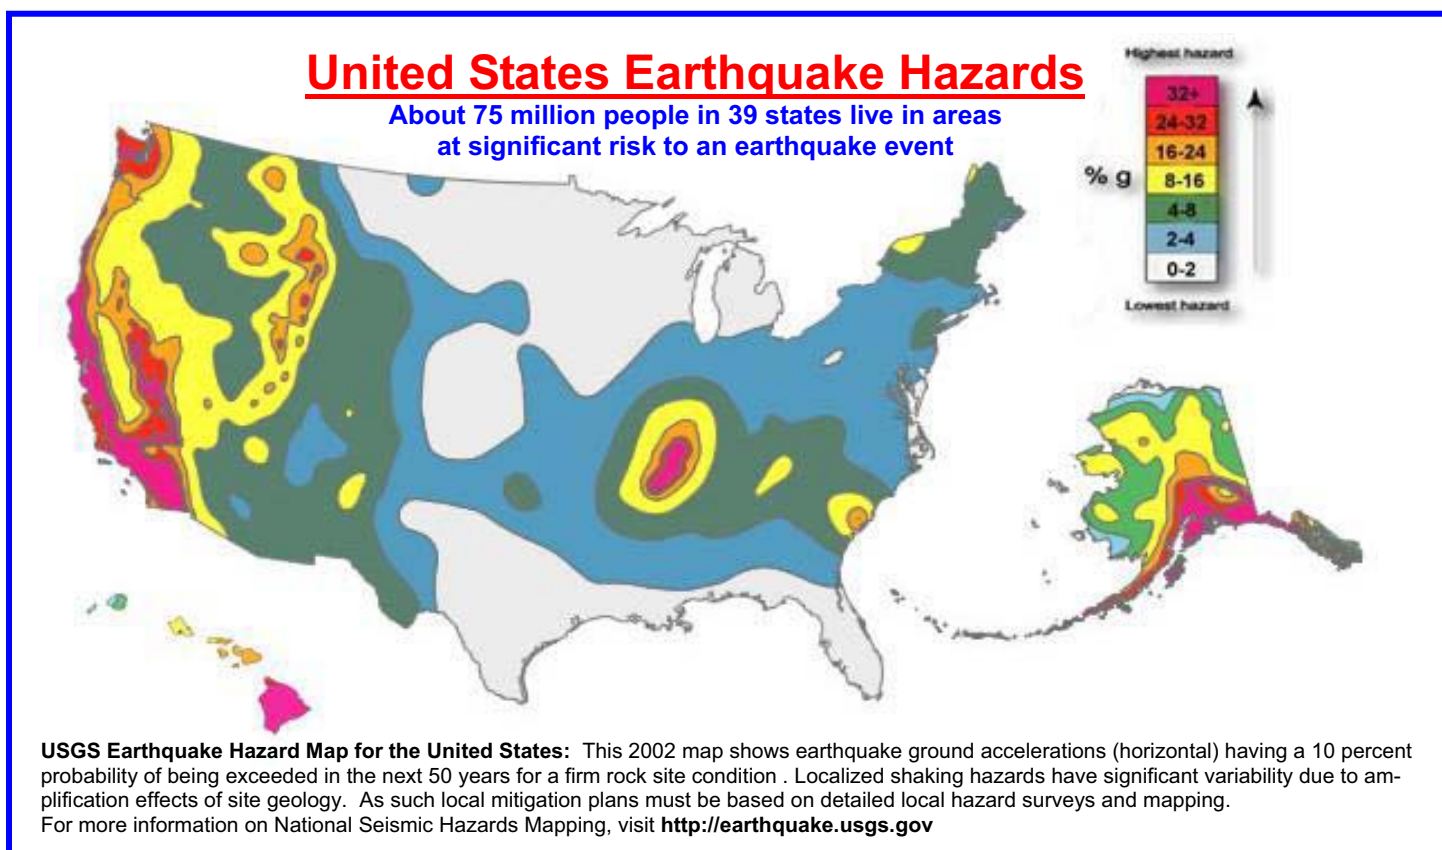 United States Earthquake Hazards
About 75 million people in 39 states live in areas
at significant risk to an earthquake event
Highest hazard
32+
24-32
16-24
% g
8-16
4-8
2-4
0-2
Lowest hazard
USGS Earthquake Hazard Map for the United States: This 2002 map shows earthquake ground accelerations (horizontal) having a 10 percent
probability of being exceeded in the next 50 years for a firm rock site condition . Localized shaking hazards have significant variability due to am-
plification effects of site geology. As such local mitigation plans must be based on detailed local hazard surveys and mapping.
For more information on National Seismic Hazards Mapping, visit http://earthquake.usgs.gov